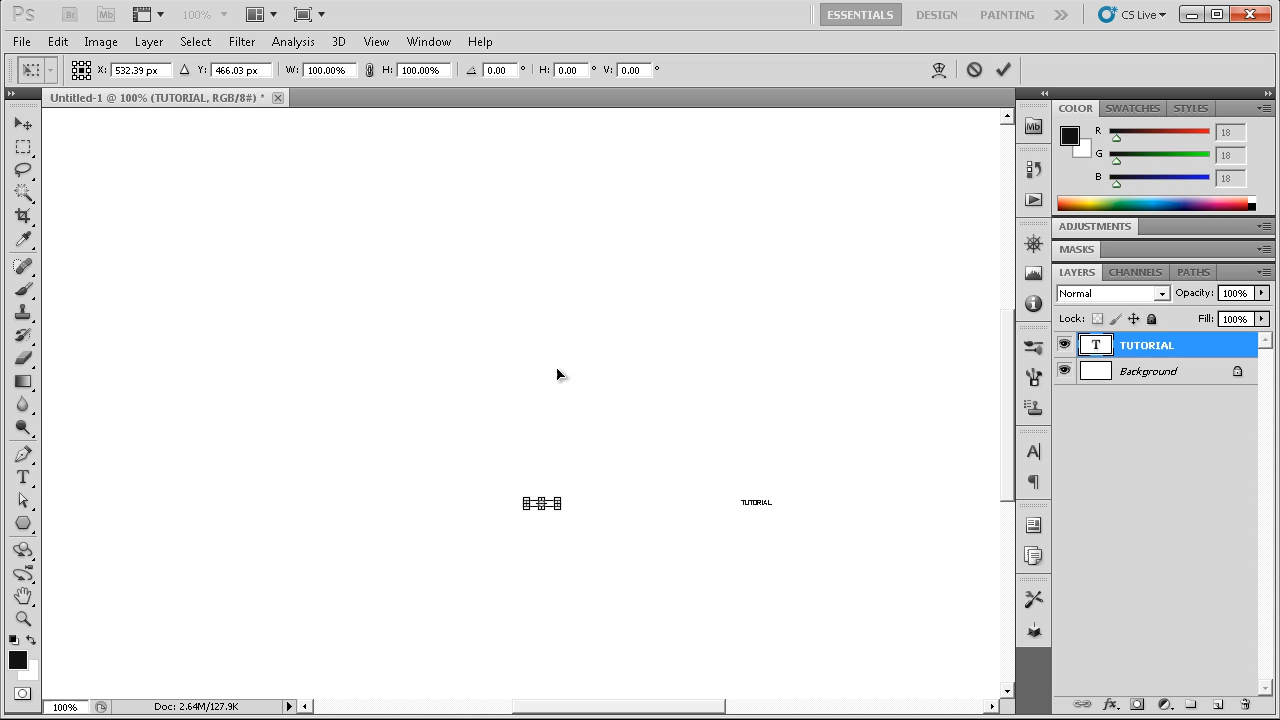 Ps Br Mb 100% ESSENTIALS DESIGN PAINTING CS Live
File Edit Image Layer Select Filter Analysis 3D View Window Help
X: 532.39 px Y: 466.03 px W: 100.00% H: 100.00% 0.00 ° H: 0.00 ° V: 0.00 °
Untitled-1 @ 100% (TUTORIAL, RGB/8#) *
COLOR SWATCHES STYLES
Mb
R 18
G 18
B 18
ADJUSTMENTS
MASKS
LAYERS CHANNELS PATHS
Normal Opacity: 100%
Lock: Fill: 100%
T TUTORIAL
Background
A
T
TUTORIAL
100% Doc: 2.64M/127.9K
fx.